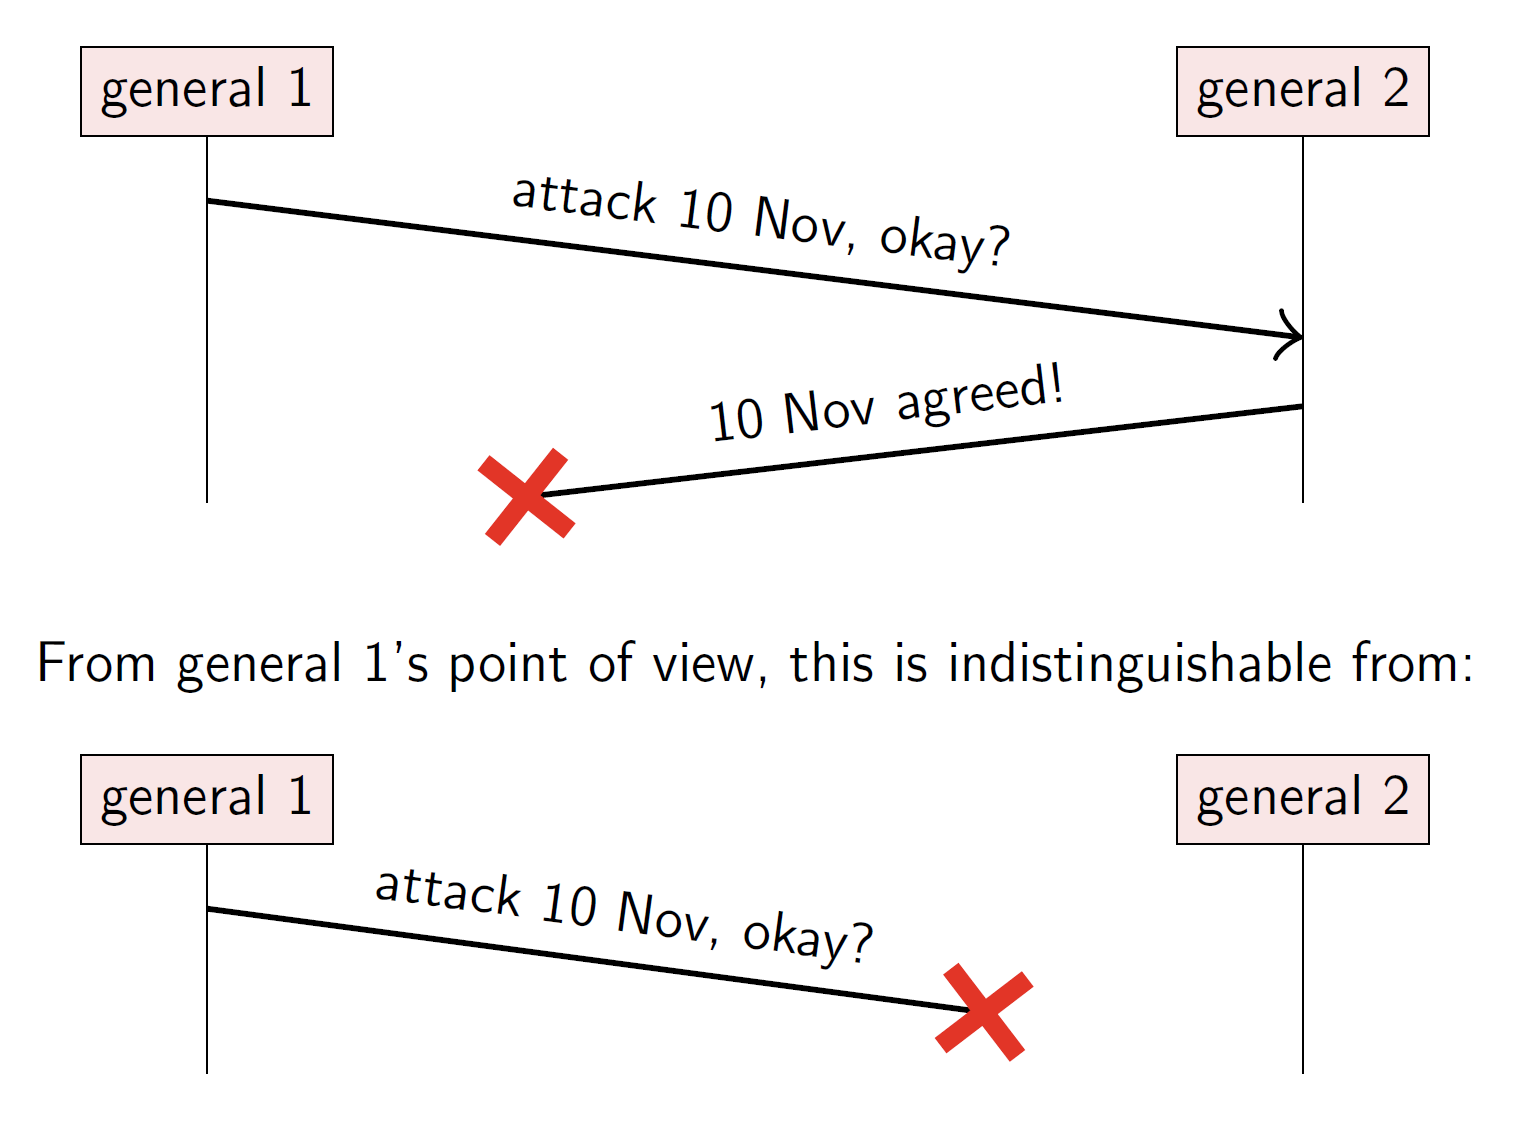 general 1
general 2
attack 10 Nov, okay?
10 Nov agreed!
From general 1's point of view, this is indistinguishable from:
general 1
general 2
attack 10 Nov, okay?